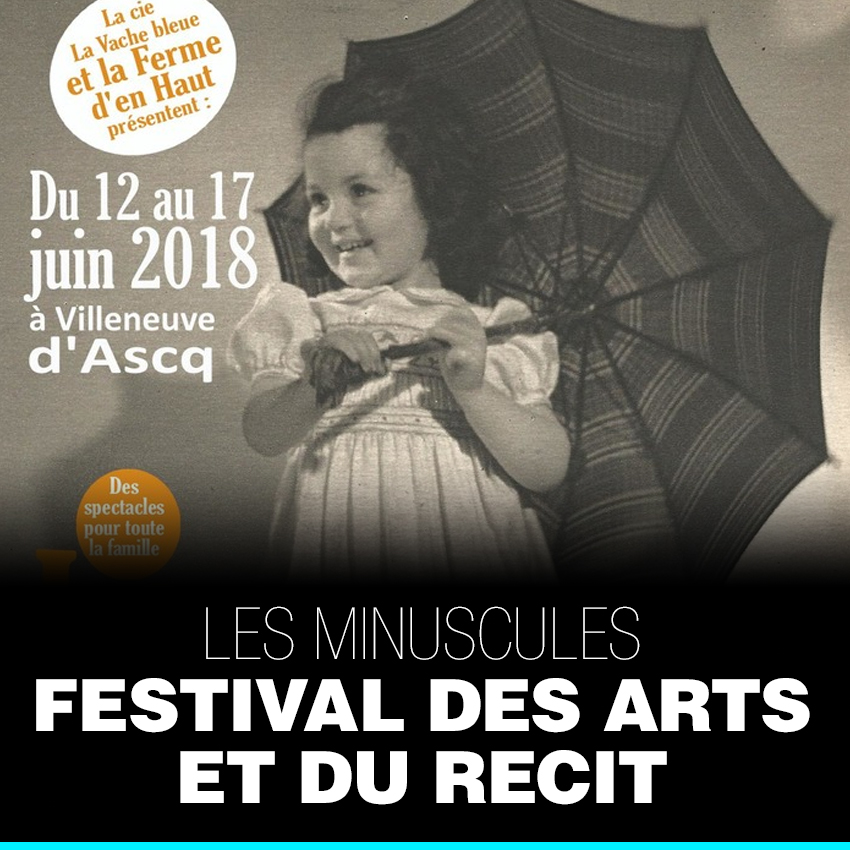 La cie
La Vache bleue
et la Ferme
d'en Haut
présentent :
Du 12 au 17
juin 2018
à Villeneuve
d'Ascq
Des
spectacles
pour toute
la famille
LES MINUSCULES
FESTIVAL DES ARTS
ET DU RECIT